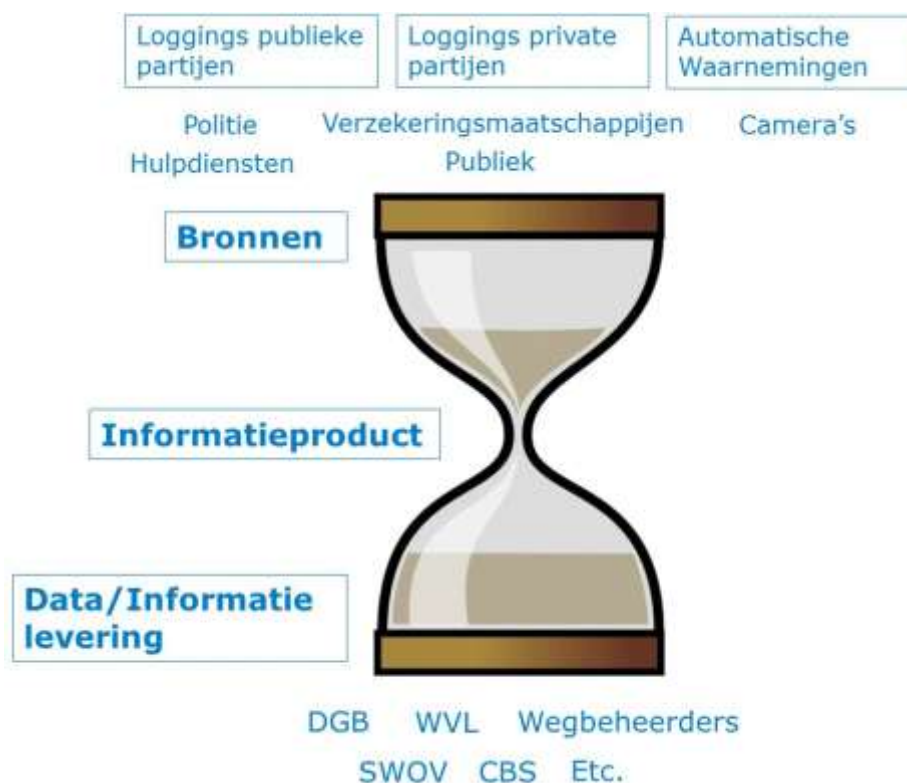 Loggings publieke
partijen
Loggings private
partijen
Automatische
Waarnemingen
Politie Verzekeringsmaatschappijen Camera's
Hulpdiensten Publiek
Bronnen
Informatieproduct
Data/Informatie
levering
DGB WVL Wegbeheerders
SWOV CBS Etc.